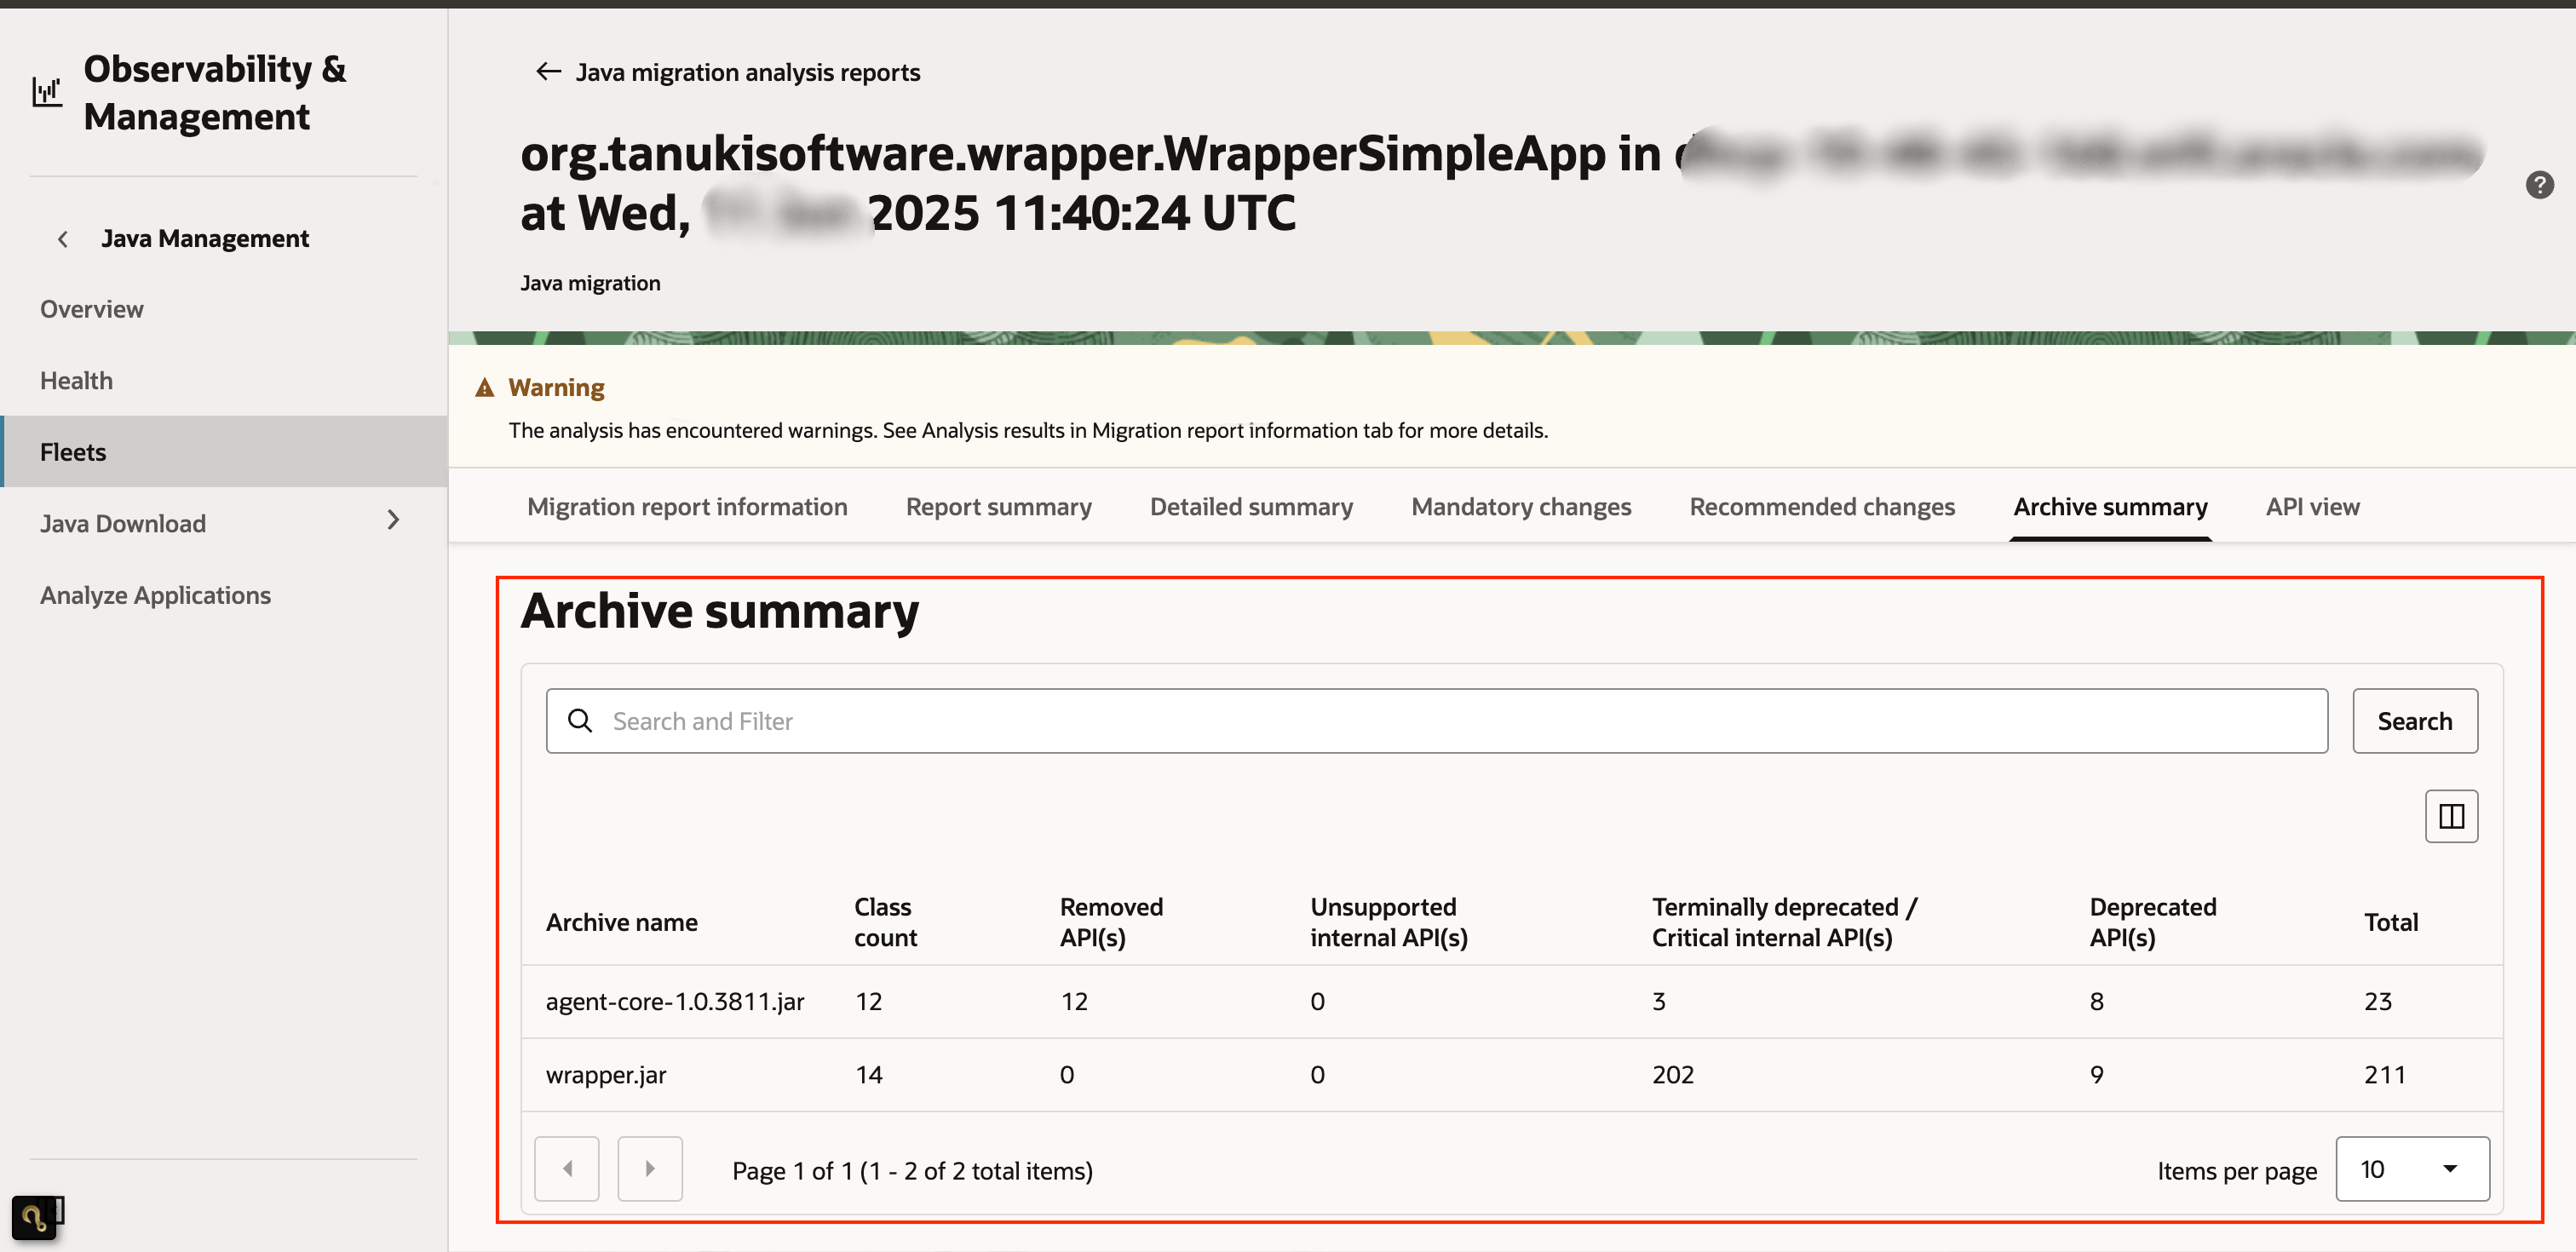 Observability &
Management
Java Management
Overview
Health
Fleets
Java Download
Analyze Applications
Java migration analysis reports
org.tanukisoftware.wrapper.WrapperSimpleApp in
at Wed, 2025 11:40:24 UTC
Java migration
Warning
The analysis has encountered warnings. See Analysis results in Migration report information tab for more details.
Migration report information Report summary Detailed summary Mandatory changes Recommended changes Archive summary API view
Archive summary
Search and Filter Search
Archive name Class count Removed API(s) Unsupported internal API(s) Terminally deprecated / Critical internal API(s) Deprecated API(s) Total
agent-core-1.0.3811.jar 12 12 0 3 8 23
wrapper.jar 14 0 0 202 9 211
Page 1 of 1 (1 - 2 of 2 total items) Items per page 10